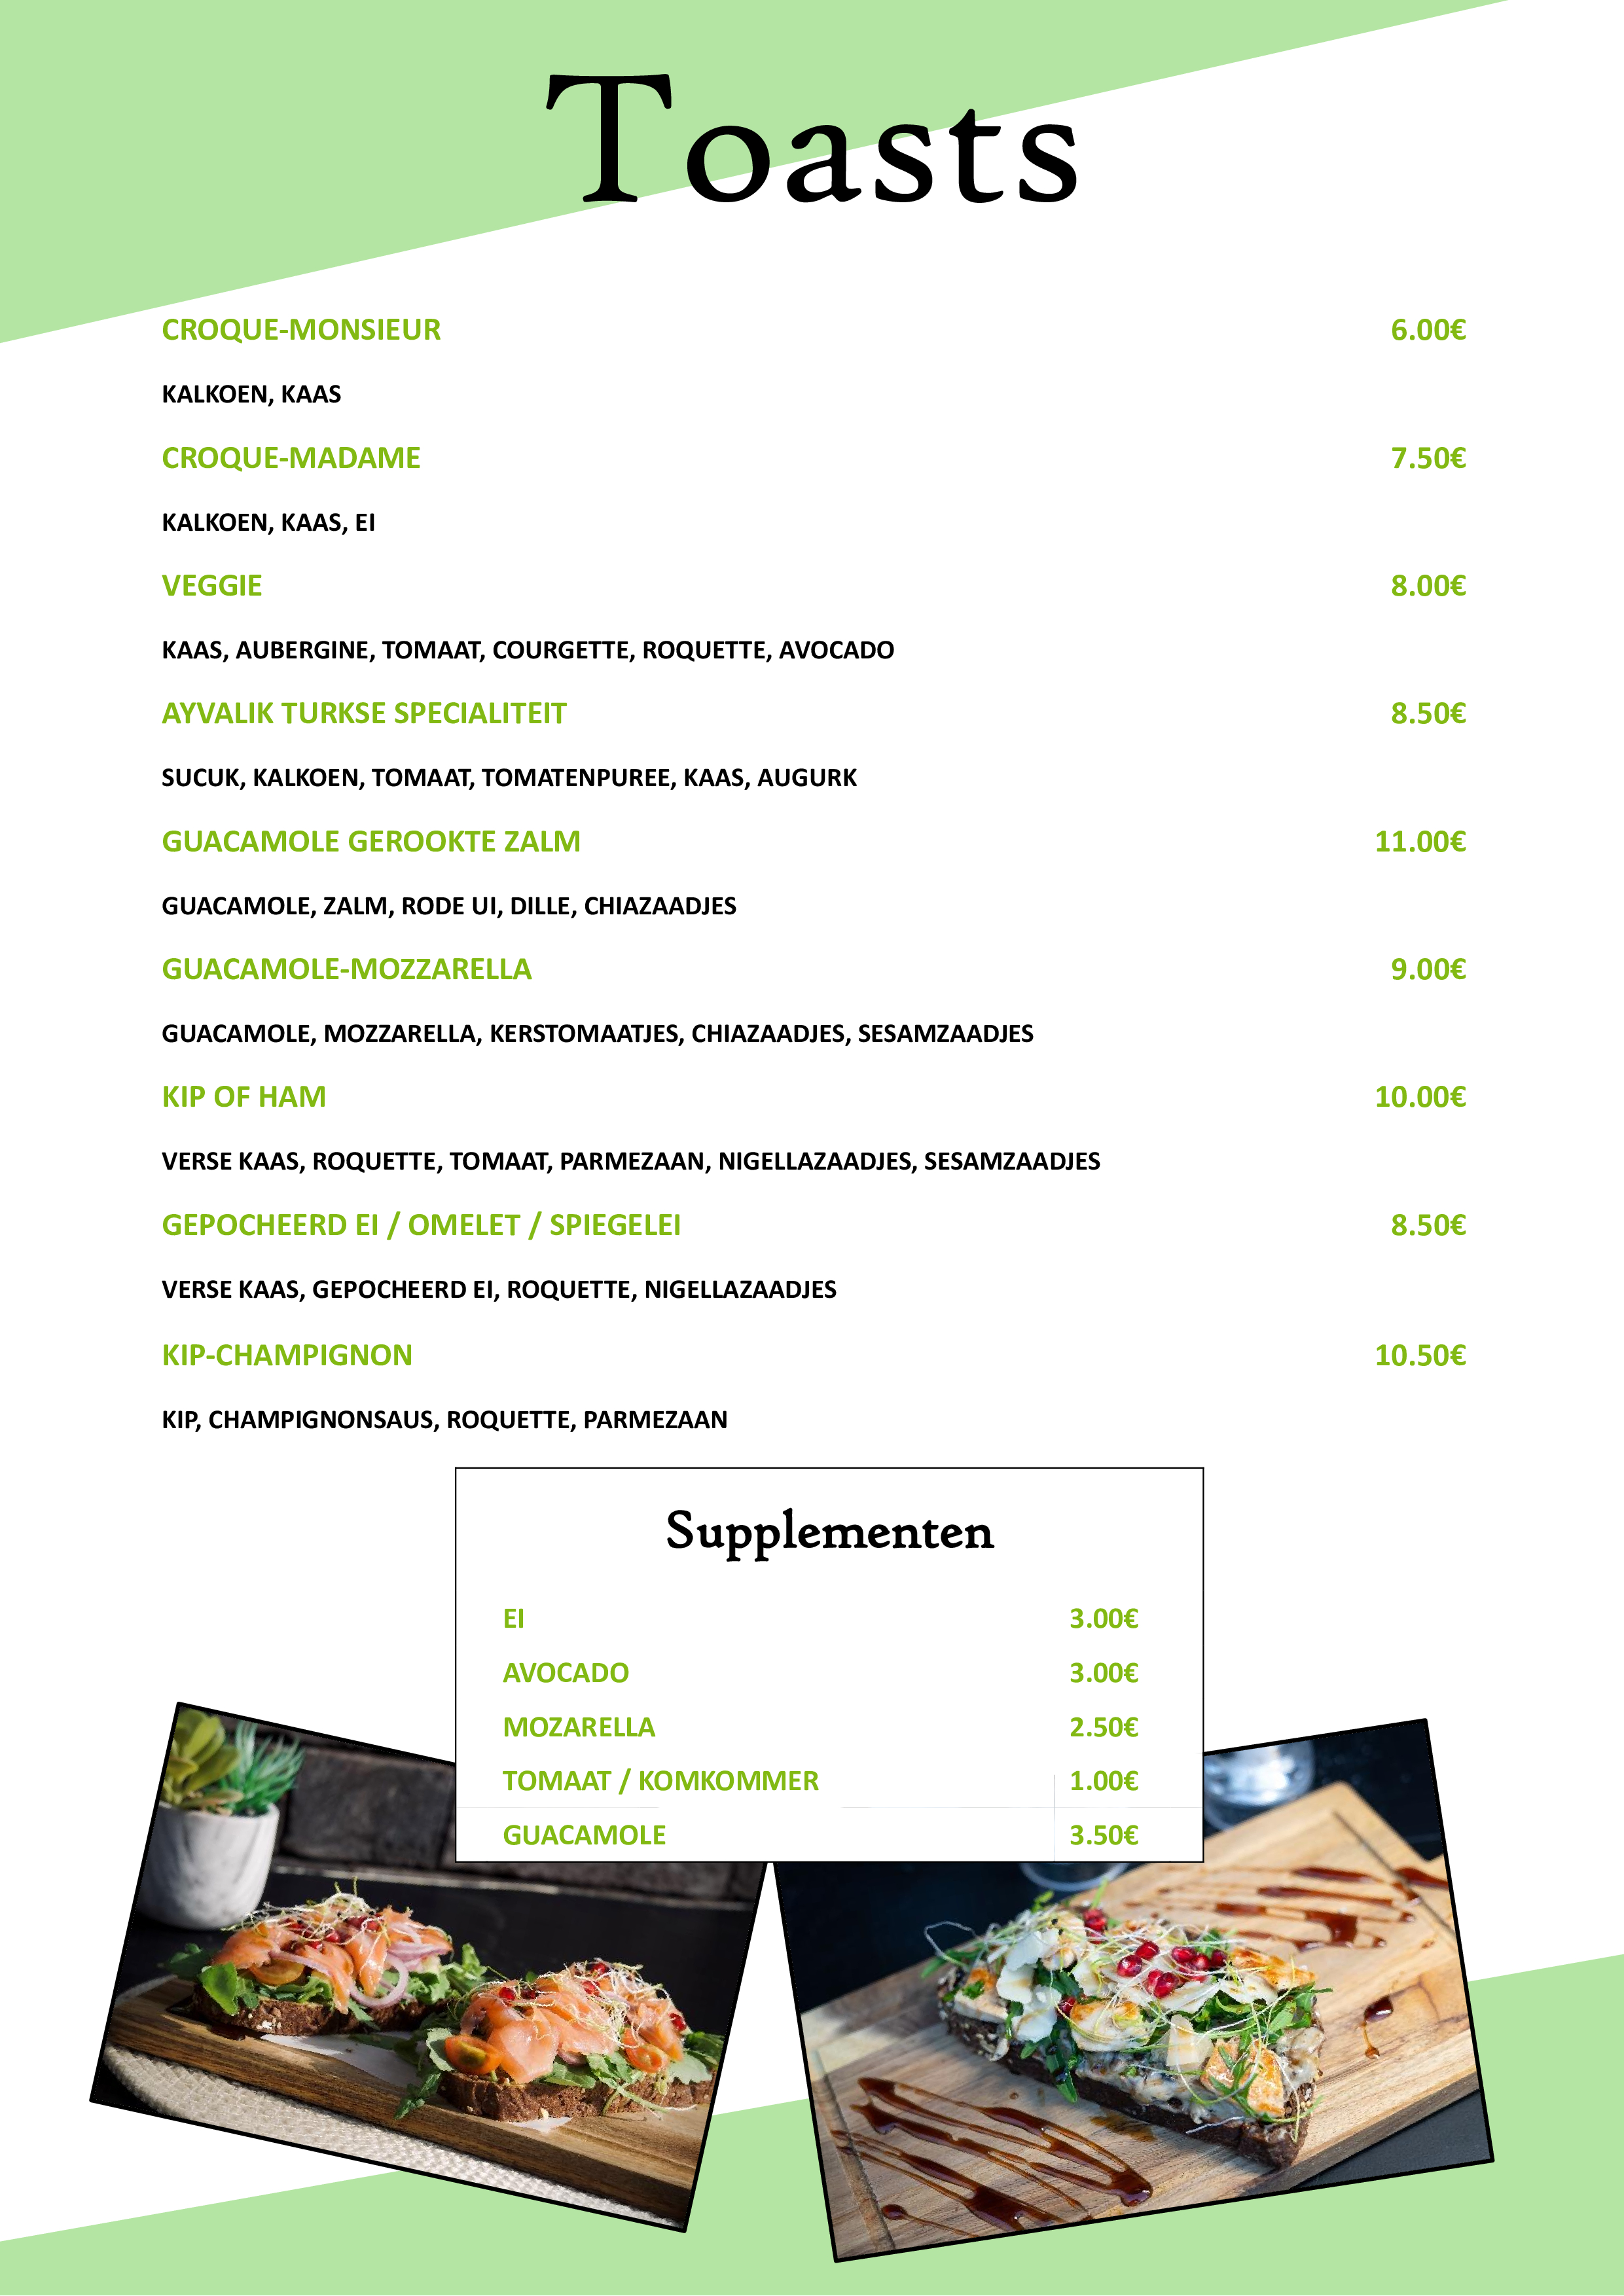 Toasts
CROQUE-MONSIEUR 6.00€
KALKOEN, KAAS
CROQUE-MADAME 7.50€
KALKOEN, KAAS, EI
VEGGIE 8.00€
KAAS, AUBERGINE, TOMAAT, COURGETTE, ROQUETTE, AVOCADO
AYVALIK TURKSE SPECIALITEIT 8.50€
SUCUK, KALKOEN, TOMAAT, TOMATENPUREE, KAAS, AUGURK
GUACAMOLE GEROOKTE ZALM 11.00€
GUACAMOLE, ZALM, RODE UI, DILLE, CHIAZAADJES
GUACAMOLE-MOZZARELLA 9.00€
GUACAMOLE, MOZZARELLA, KERSTOMAATJES, CHIAZAADJES, SESAMZAADJES
KIP OF HAM 10.00€
VERSE KAAS, ROQUETTE, TOMAAT, PARMEZAAN, NIGELLAZAADJES, SESAMZAADJES
GEPOCHEERD EI / OMELET / SPIEGELEI 8.50€
VERSE KAAS, GEPOCHEERD EI, ROQUETTE, NIGELLAZAADJES
KIP-CHAMPIGNON 10.50€
KIP, CHAMPIGNONSAUS, ROQUETTE, PARMEZAAN
Supplementen
EI 3.00€
AVOCADO 3.00€
MOZARELLA 2.50€
TOMAAT / KOMKOMMER 1.00€
GUACAMOLE 3.50€